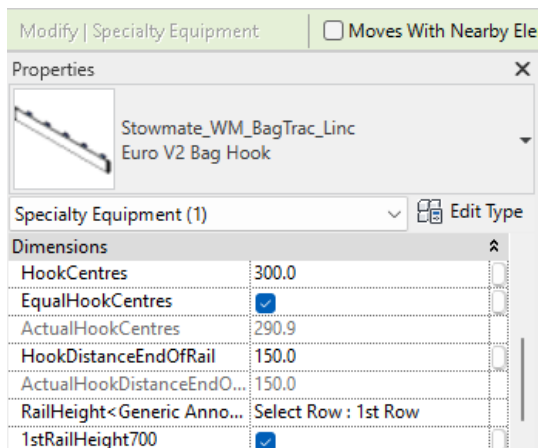 Modify | Specialty Equipment
Moves With Nearby Ele
Properties
Stowmate_WM_BagTrac_Linc
Euro V2 Bag Hook
Specialty Equipment (1)
Edit Type
Dimensions
HookCentres 300.0
EqualHookCentres
ActualHookCentres 290.9
HookDistanceEndOfRail 150.0
ActualHookDistanceEndO... 150.0
RailHeight<Generic Anno... Select Row : 1st Row
1stRailHeight700